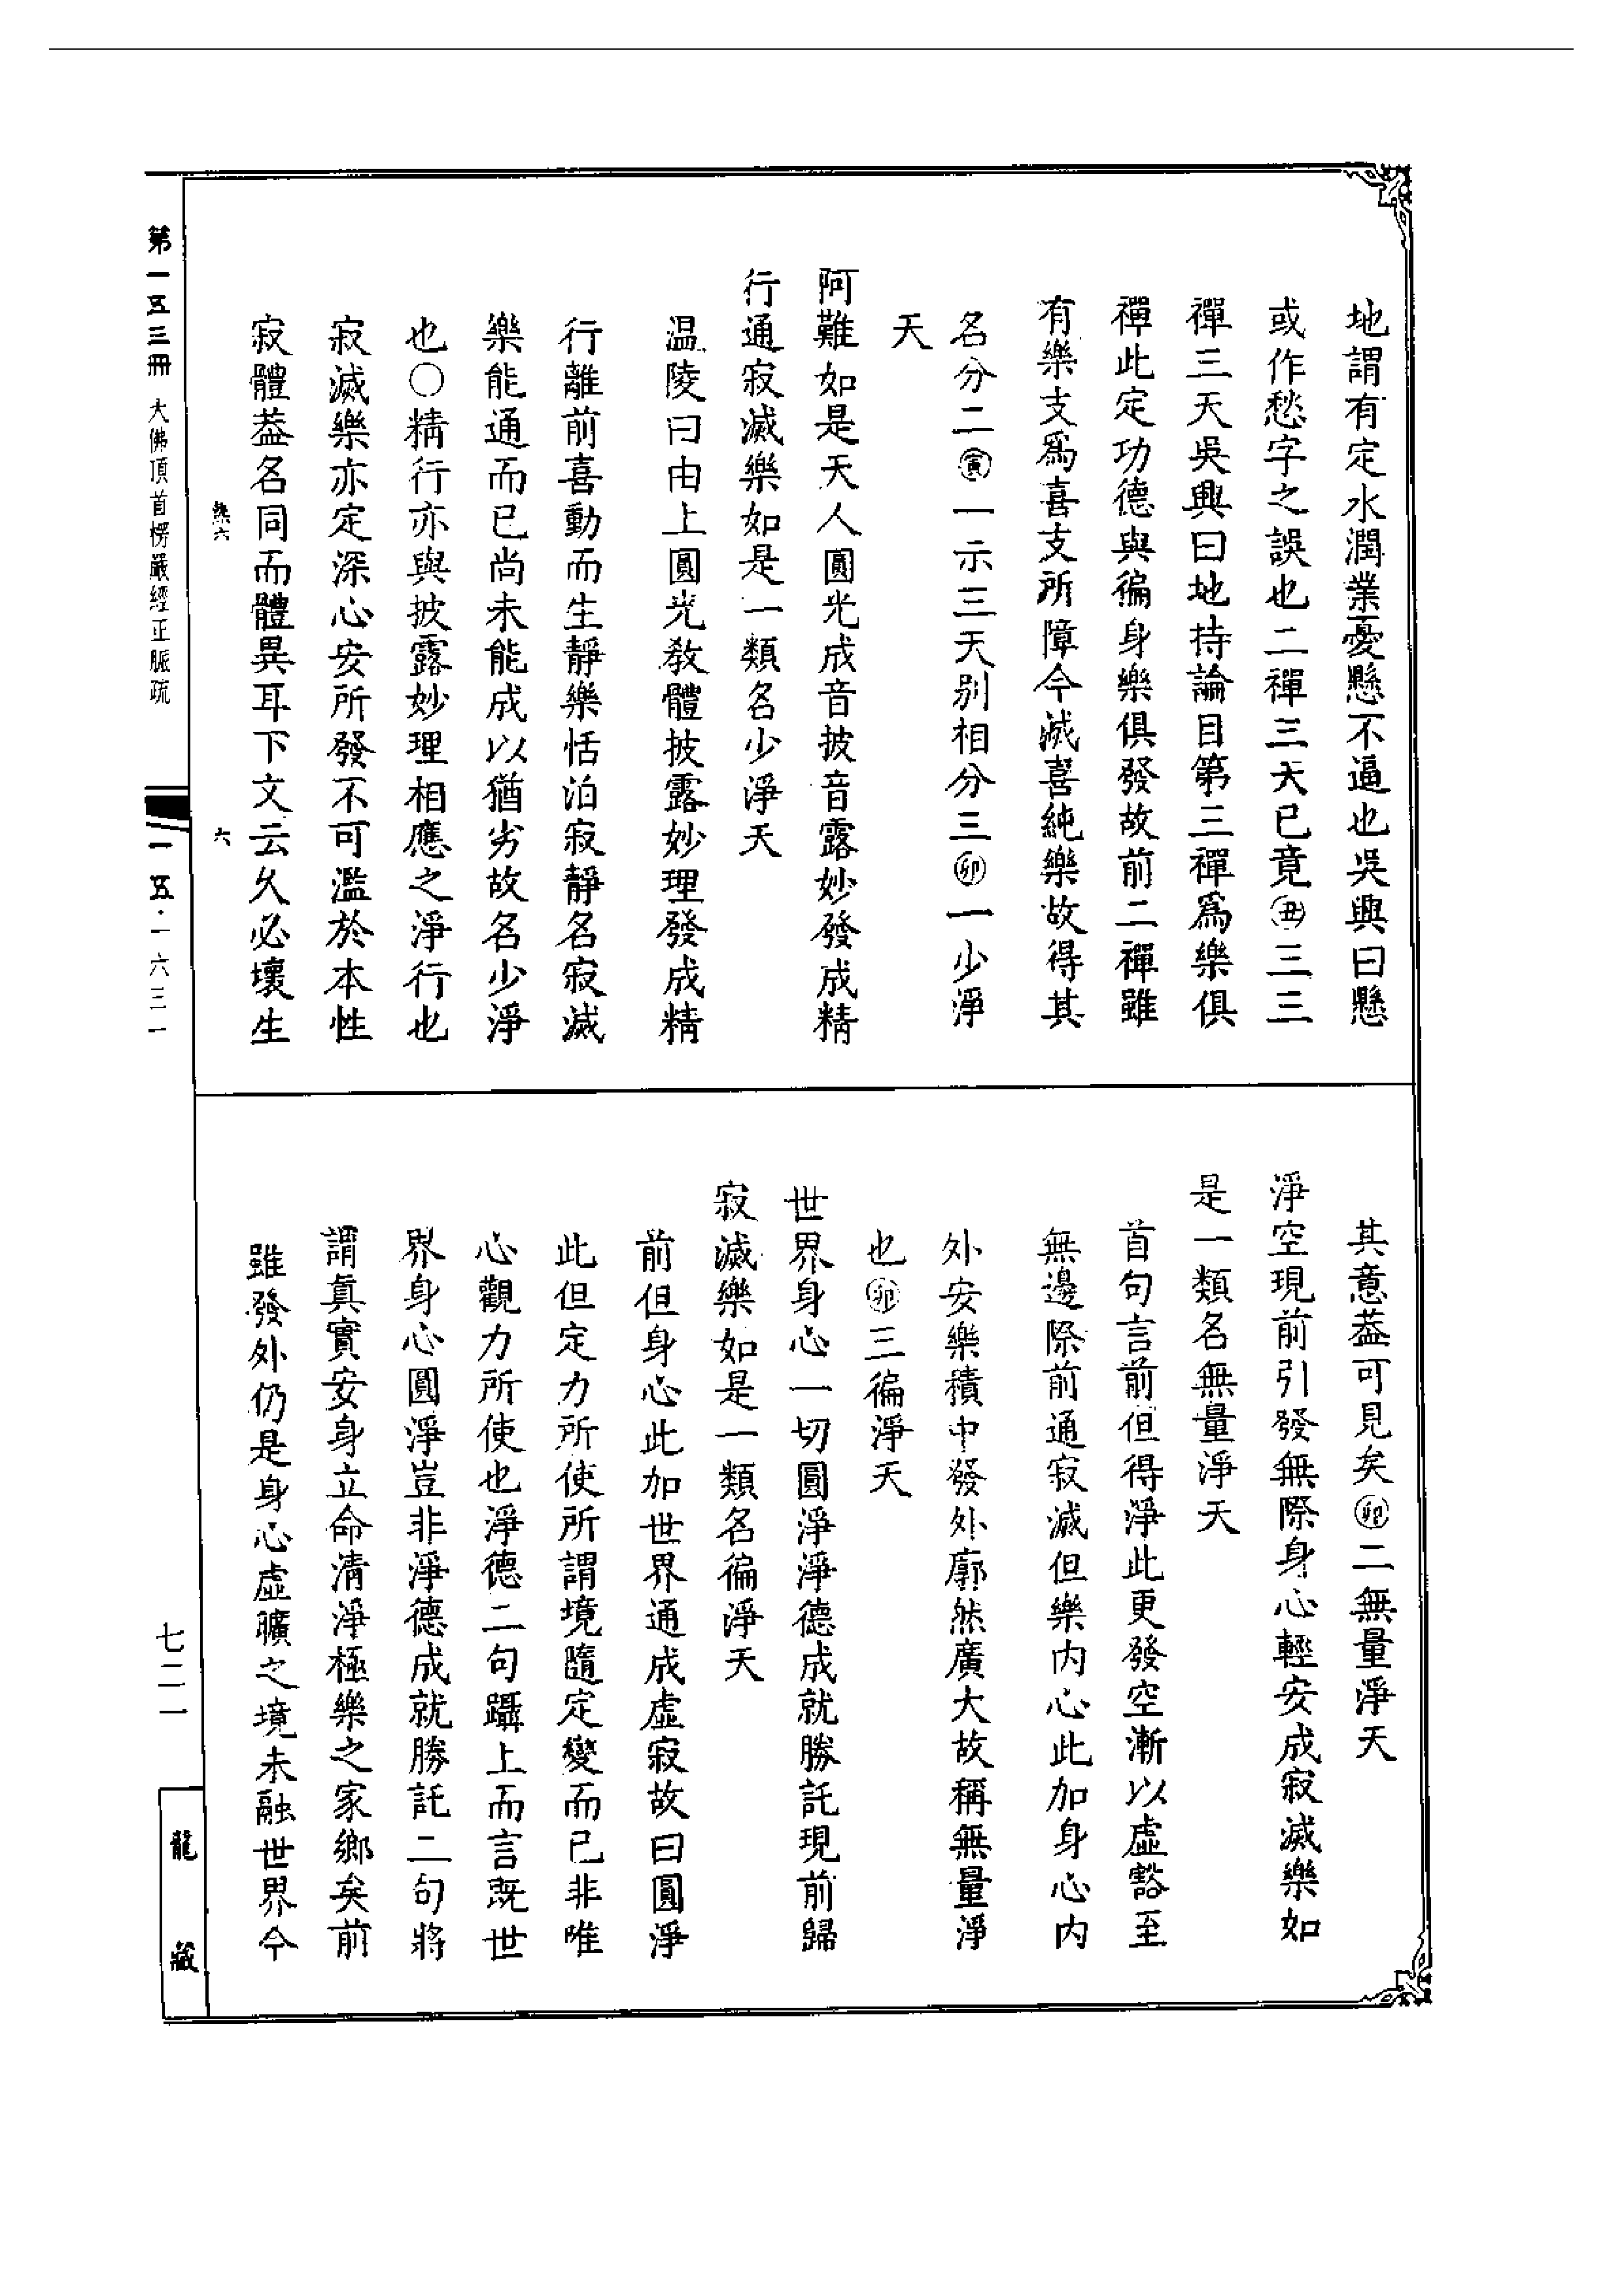 地謂有定水潤業憂懸不逼也吳興曰懸
或作愁字之誤也二禪三天已竟㊄三三
禪三天吳興曰地持論目第三禪爲樂俱
禪此定功德與徧身樂俱發故前二禪雖
有樂支爲喜支所障今滅喜純樂故得其
名分二寅一示三天別相分三卯一少淨
天
阿難如是天人圓光成音披音露妙發成精
行通寂滅樂如是一類名少淨天
温陵曰由上圓光教體披露妙理發成精
行離前喜動而生靜樂恬泊寂靜名寂滅
樂能通而已尚未能成以猶劣故名少淨
也〇精行亦與披露妙理相應之淨行也
寂滅樂亦定深心安所發不可濫於本性
寂體葢名同而體異耳下文云久必壞生
其意葢可見矣卯二無量淨天
淨空現前引發無際身心輕安成寂滅樂如
是一類名無量淨天
首句言前但得淨此更發空漸以虛豁至
無邊際前通寂滅但樂内心此加身心内
外安樂積中發外廓然廣大故稱無量淨
也卯三徧淨天
世界身心一切圓淨淨德成就勝託現前歸
寂滅樂如是一類名徧淨天
前但身心此加世界通成虛寂故曰圓淨
此但定力所使所謂境隨定變而已非唯
心觀力所使也淨德二句躡上而言既世
界身心圓淨豈非淨德成就勝託二句將
謂眞實安身立命清淨極樂之家鄉矣前
雖發外仍是身心虛曠之境未融世界今
第一五三冊 大佛頂首楞嚴經正脈疏
六
一五·一六三一
七二一
龍藏